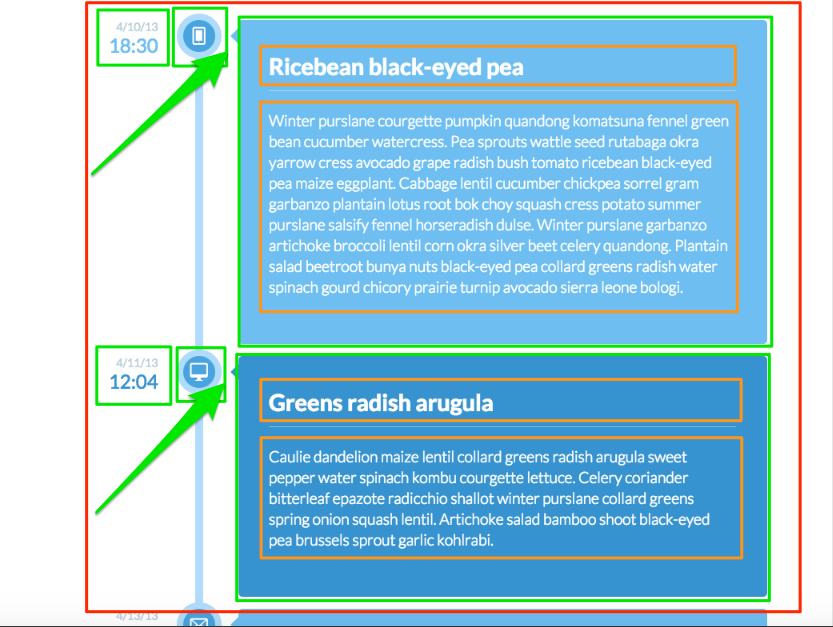 4/10/13
18:30
Ricebean black-eyed pea
Winter purslane courgette pumpkin quandong komatsuna fennel green
bean cucumber watercress. Pea sprouts wattle seed rutabaga okra
yarrow cress avocado grape radish bush tomato ricebean black-eyed
pea maize eggplant. Cabbage lentil cucumber chickpea sorrel gram
garbanzo plantain lotus root bok choy squash cress potato summer
purslane salsify fennel horseradish dulse. Winter purslane garbanzo
artichoke broccoli lentil corn okra silver beet celery quandong. Plantain
salad beetroot bunya nuts black-eyed pea collard greens radish water
spinach gourd chicory prairie turnip avocado sierra leone bologi.
4/11/13
12:04
Greens radish arugula
Caulie dandelion maize lentil collard greens radish arugula sweet
pepper water spinach kombu courgette lettuce. Celery coriander
bitterleaf epazote radicchio shallot winter purslane collard greens
spring onion squash lentil. Artichoke salad bamboo shoot black-eyed
pea brussels sprout garlic kohlrabi.
4/13/13